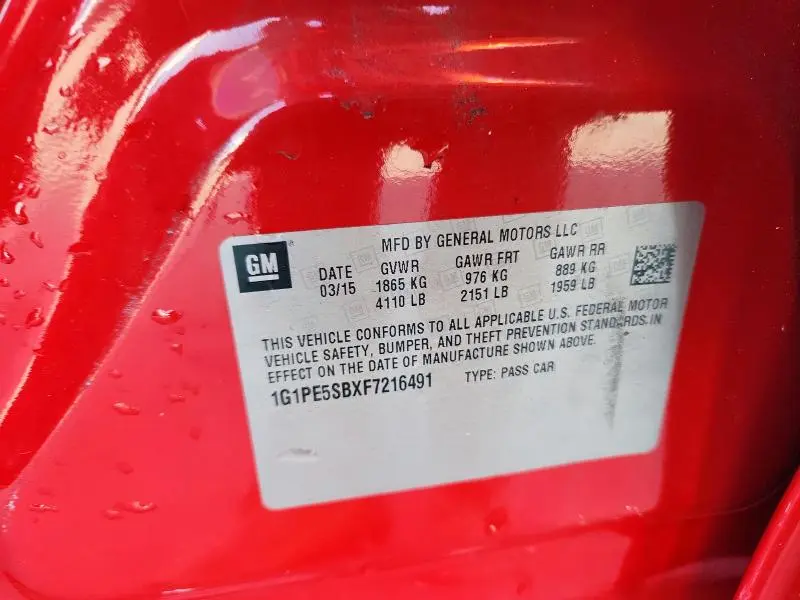 MFD BY GENERAL MOTORS LLC
GM
DATE GVWR GAWR FRT GAWR RR
03/15 1865 KG 976 KG 889 KG
4110 LB 2151 LB 1959 LB
THIS VEHICLE CONFORMS TO ALL APPLICABLE U.S. FEDERAL MOTOR
VEHICLE SAFETY, BUMPER, AND THEFT PREVENTION STANDARDS IN
EFFECT ON THE DATE OF MANUFACTURE SHOWN ABOVE.
1G1PE5SBXF7216491 TYPE: PASS CAR